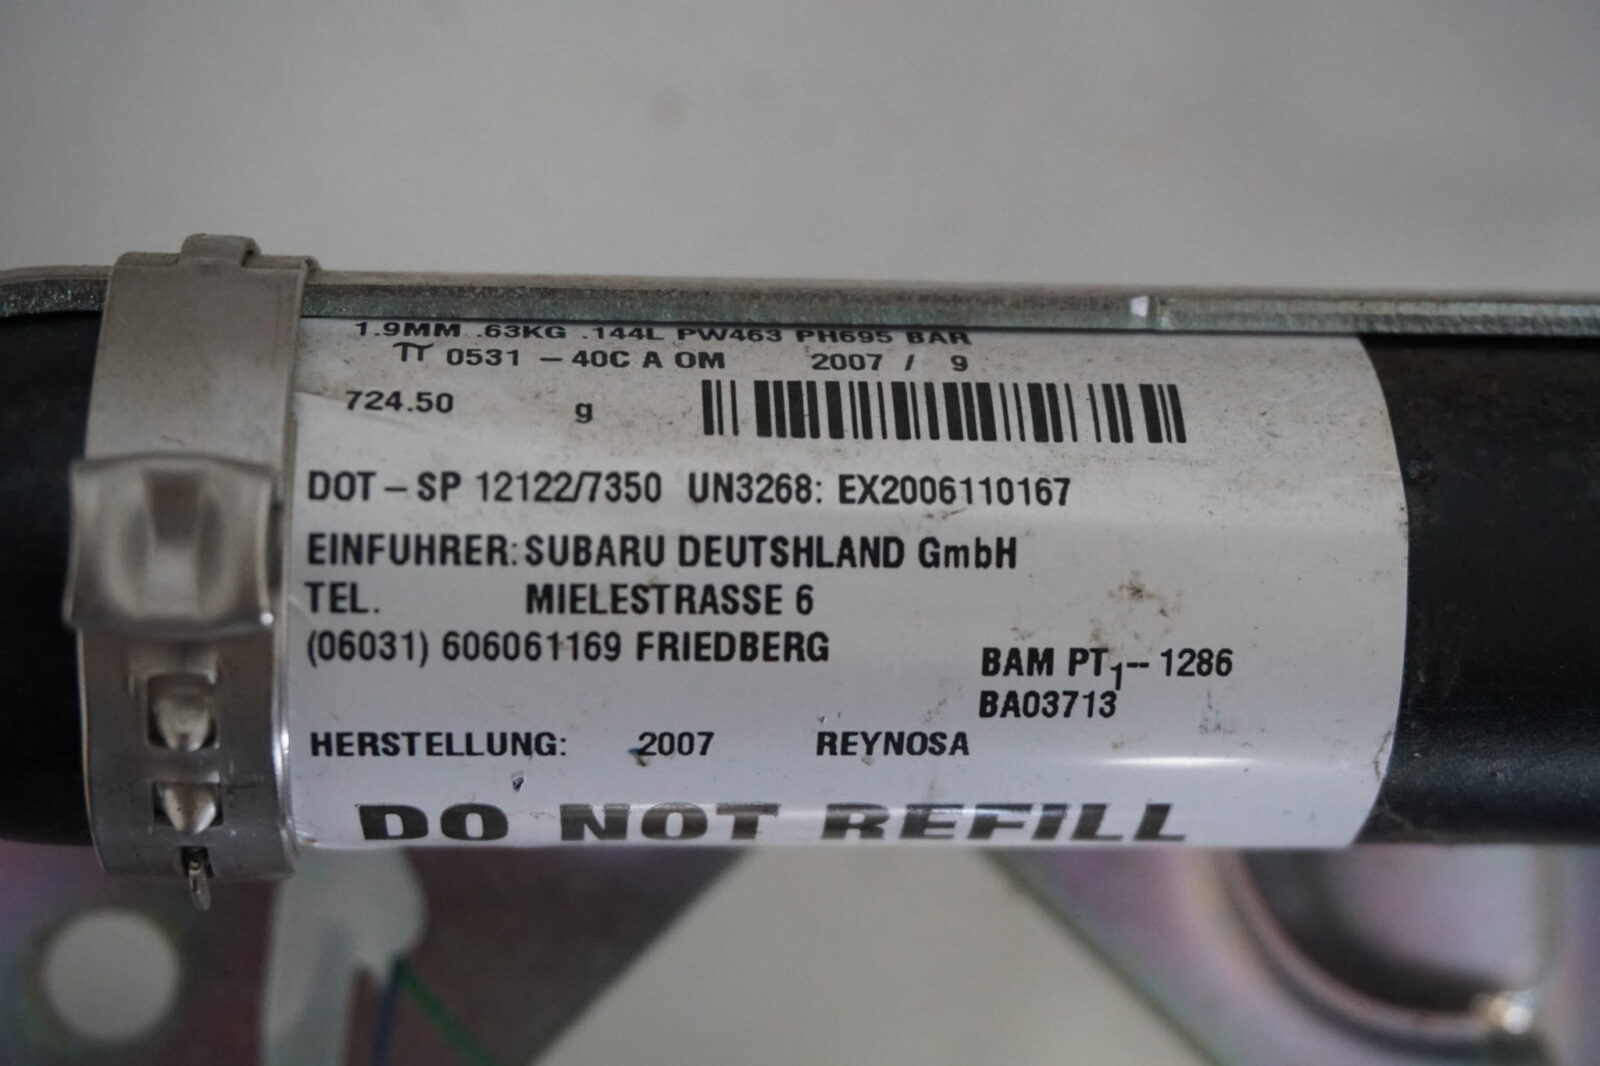 1.9MM .63KG .144L PW463 PH695 BAR
π 0531 - 40C A OM 2007 / 9
724.50 g
DOT - SP 12122/7350 UN3268: EX2006110167
EINFUHRER: SUBARU DEUTSHLAND GmbH
TEL. MIELESTRASSE 6
(06031) 606061169 FRIEDBERG
BAM PT1-- 1286
BA03713
HERSTELLUNG: 2007 REYNOSA
DO NOT REFILL